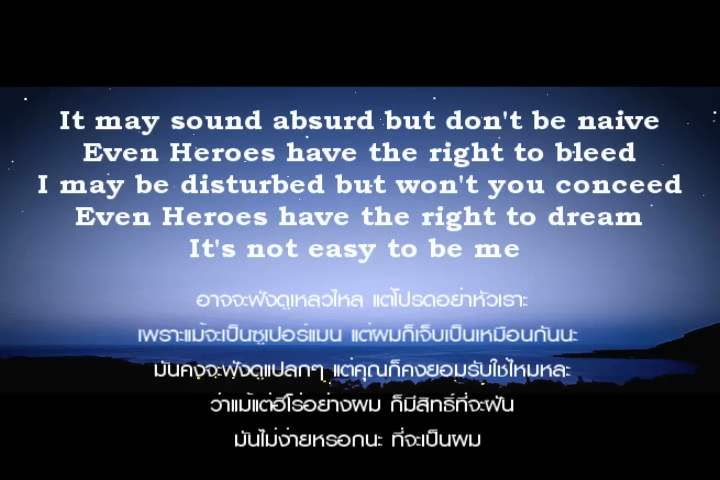 It may sound absurd but don't be naive
Even Heroes have the right to bleed
I may be disturbed but won't you conceed
Even Heroes have the right to dream
It's not easy to be me
อาจจะฟังดูเหลวไหล แต่โปรดอย่าหัวเราะ
เพราะแม้จะเป็นซูเปอร์แมน แต่ผมก็เจ็บเป็นเหมือนกันนะ
มันคงจะฟังดูแปลกๆ แต่คุณก็คงยอมรับใช่ไหมหละ
ว่าแม้แต่ฮีโร่อย่างผม ก็มีสิทธิ์ที่จะฝัน
มันไม่ง่ายหรอกนะ ที่จะเป็นผม